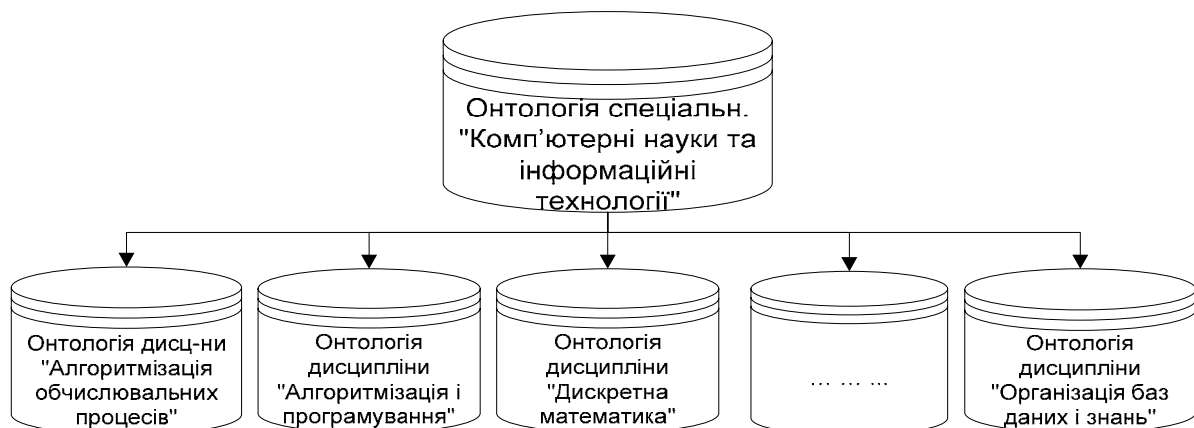 Онтологія спеціальн.
"Комп’ютерні науки та
інформаційні
технології"
Онтологія дисц-ни
"Алгоритмізація
обчислювальних
процесів"
Онтологія
дисципліни
"Алгоритмізація і
програмування"
Онтологія
дисципліни
"Дискретна
математика"
... ... ...
Онтологія
дисципліни
"Організація баз
даних і знань"